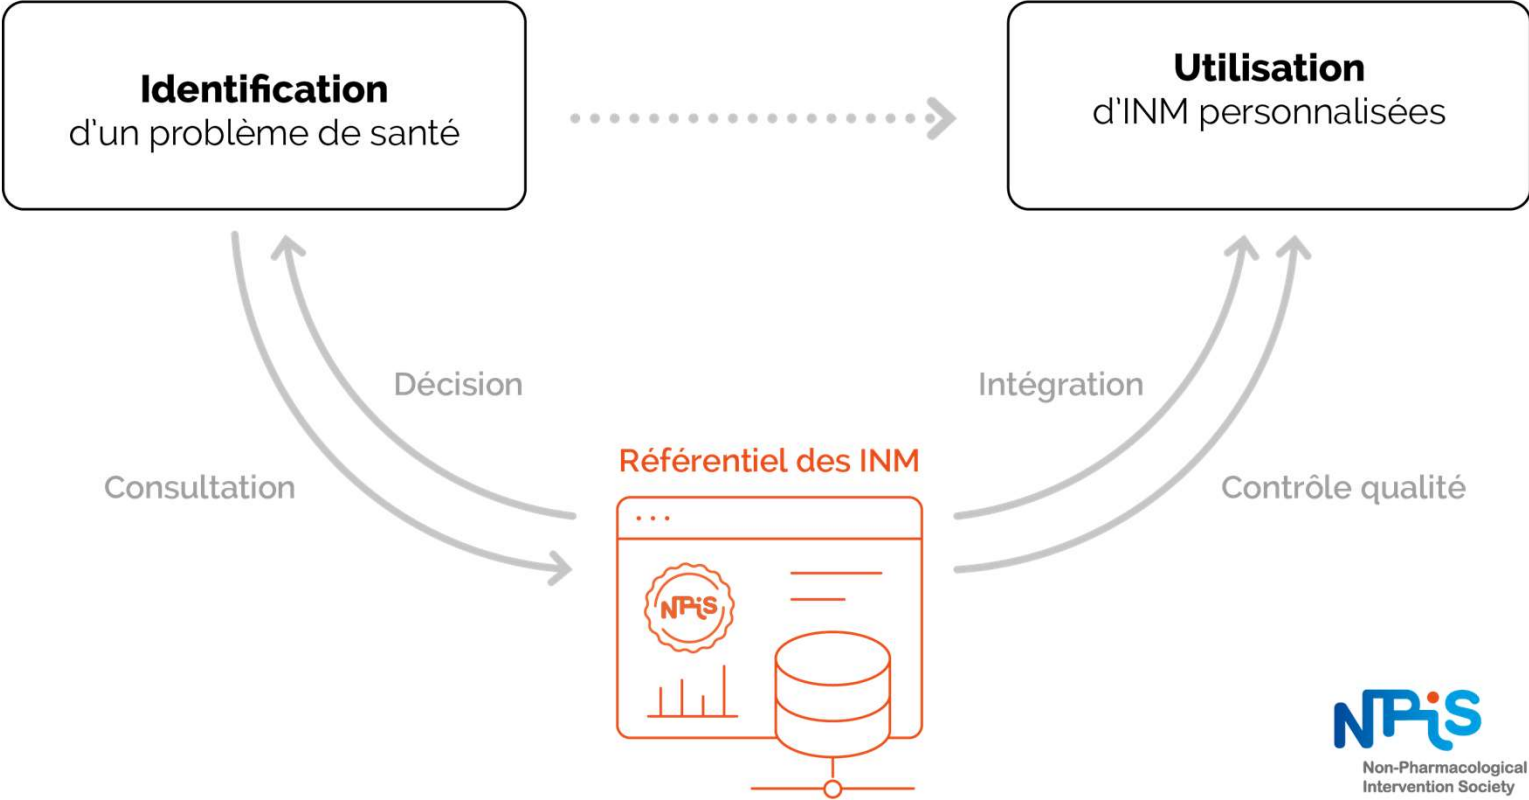 Identification
d'un problème de santé
Utilisation
d'INM personnalisées
Décision
Consultation
Intégration
Contrôle qualité
Référentiel des INM
NPiS
NPiS
Non-Pharmacological
Intervention Society